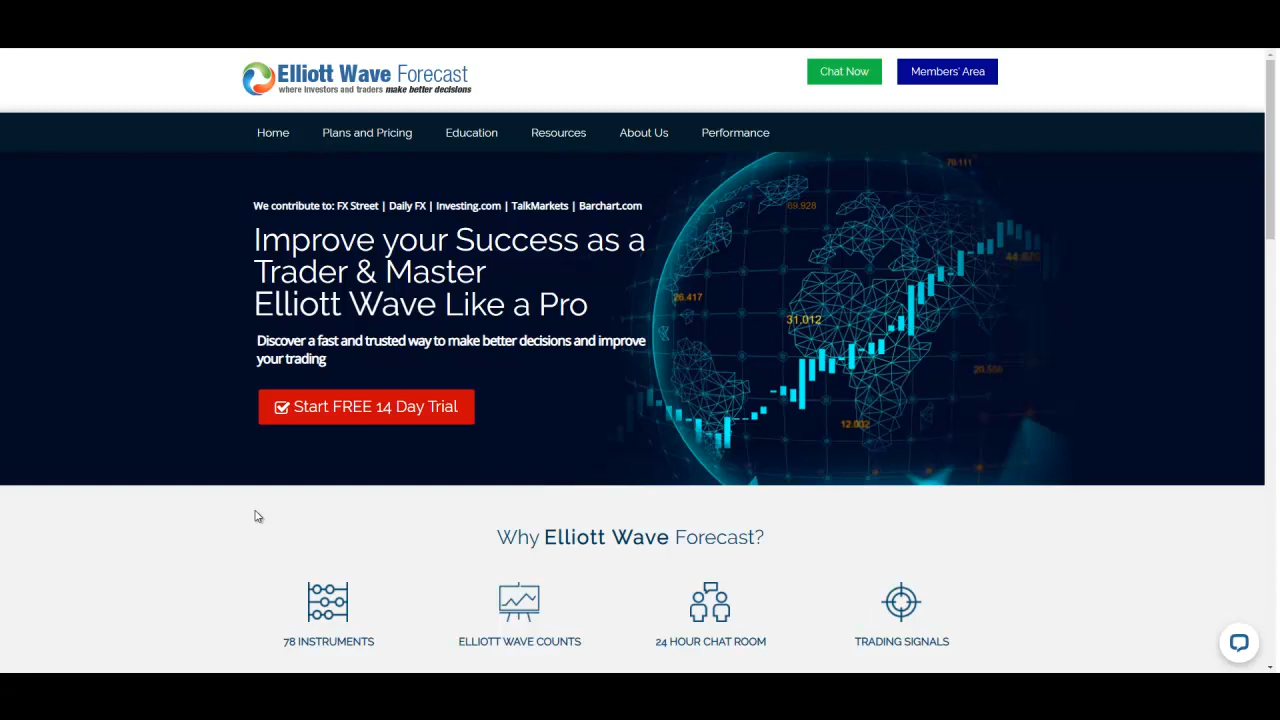 Elliott Wave Forecast
where investors and traders make better decisions
Chat Now
Members' Area
Home
Plans and Pricing
Education
Resources
About Us
Performance
We contribute to: FX Street | Daily FX | Investing.com | TalkMarkets | Barchart.com
Improve your Success as a
Trader & Master
Elliott Wave Like a Pro
Discover a fast and trusted way to make better decisions and improve
your trading
Start FREE 14 Day Trial
69.928
26.417
31.012
12.002
Why Elliott Wave Forecast?
78 INSTRUMENTS
ELLIOTT WAVE COUNTS
24 HOUR CHAT ROOM
TRADING SIGNALS